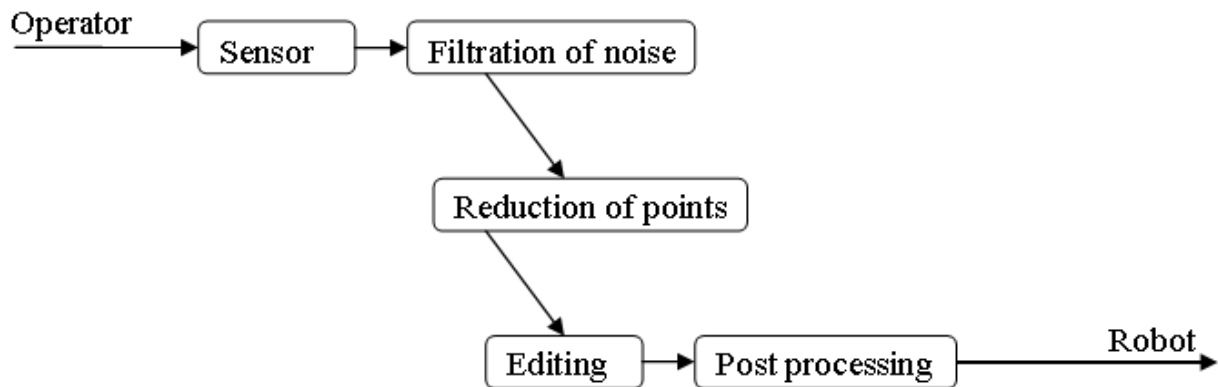 Operator
Sensor
Filtration of noise
Reduction of points
Editing
Post processing
Robot